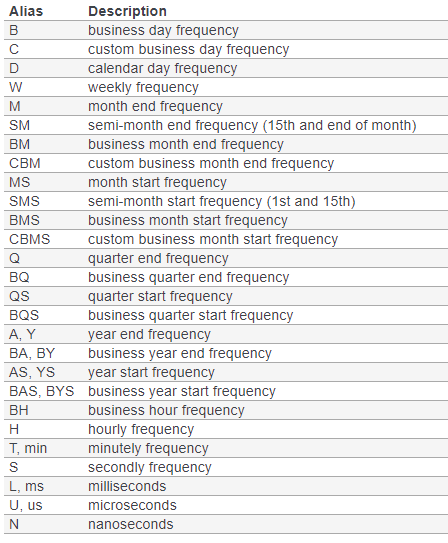 Alias Description
B business day frequency
C custom business day frequency
D calendar day frequency
W weekly frequency
M month end frequency
SM semi-month end frequency (15th and end of month)
BM business month end frequency
CBM custom business month end frequency
MS month start frequency
SMS semi-month start frequency (1st and 15th)
BMS business month start frequency
CBMS custom business month start frequency
Q quarter end frequency
BQ business quarter end frequency
QS quarter start frequency
BQS business quarter start frequency
A, Y year end frequency
BA, BY business year end frequency
AS, YS year start frequency
BAS, BYS business year start frequency
BH business hour frequency
H hourly frequency
T, min minutely frequency
S secondly frequency
L, ms milliseconds
U, us microseconds
N nanoseconds